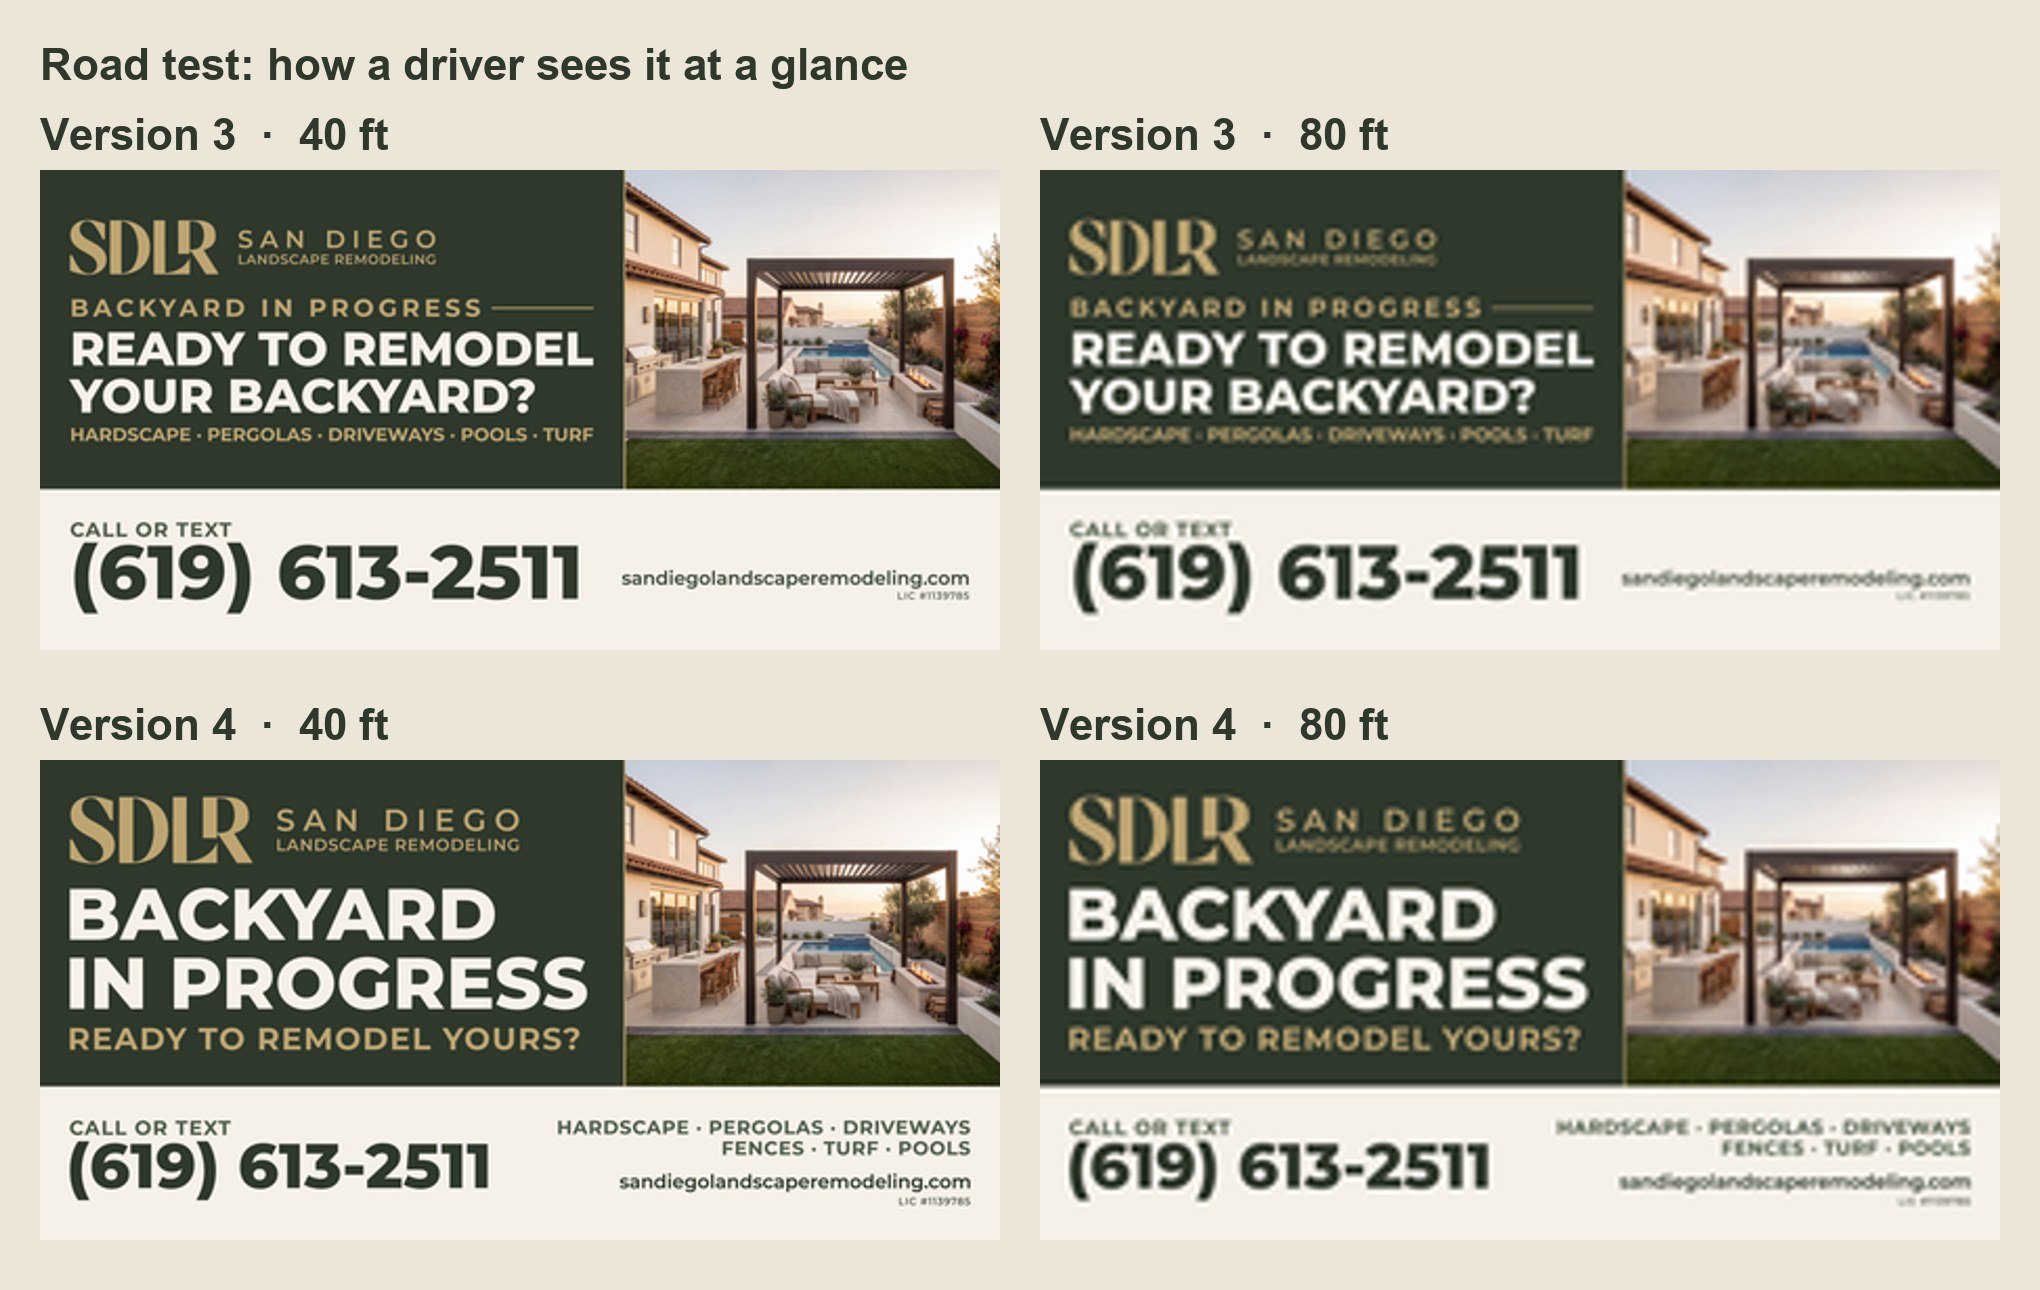 Road test: how a driver sees it at a glance
Version 3 · 40 ft
SDLR SAN DIEGO
LANDSCAPE REMODELING
BACKYARD IN PROGRESS
READY TO REMODEL
YOUR BACKYARD?
HARDSCAPE · PERGOLAS · DRIVEWAYS · POOLS · TURF
CALL OR TEXT
(619) 613-2511
sandiegolandscaperemodeling.com
LIC #1139785
Version 3 · 80 ft
SDLR SAN DIEGO
LANDSCAPE REMODELING
BACKYARD IN PROGRESS
READY TO REMODEL
YOUR BACKYARD?
HARDSCAPE · PERGOLAS · DRIVEWAYS · POOLS · TURF
CALL OR TEXT
(619) 613-2511
sandiegolandscaperemodeling.com
Version 4 · 40 ft
SDLR SAN DIEGO
LANDSCAPE REMODELING
BACKYARD
IN PROGRESS
READY TO REMODEL YOURS?
CALL OR TEXT
(619) 613-2511
HARDSCAPE · PERGOLAS · DRIVEWAYS
FENCES · TURF · POOLS
sandiegolandscaperemodeling.com
LIC #1139785
Version 4 · 80 ft
SDLR SAN DIEGO
LANDSCAPE REMODELING
BACKYARD
IN PROGRESS
READY TO REMODEL YOURS?
CALL OR TEXT
(619) 613-2511
HARDSCAPE · PERGOLAS · DRIVEWAYS
FENCES · TURF · POOLS
sandiegolandscaperemodeling.com